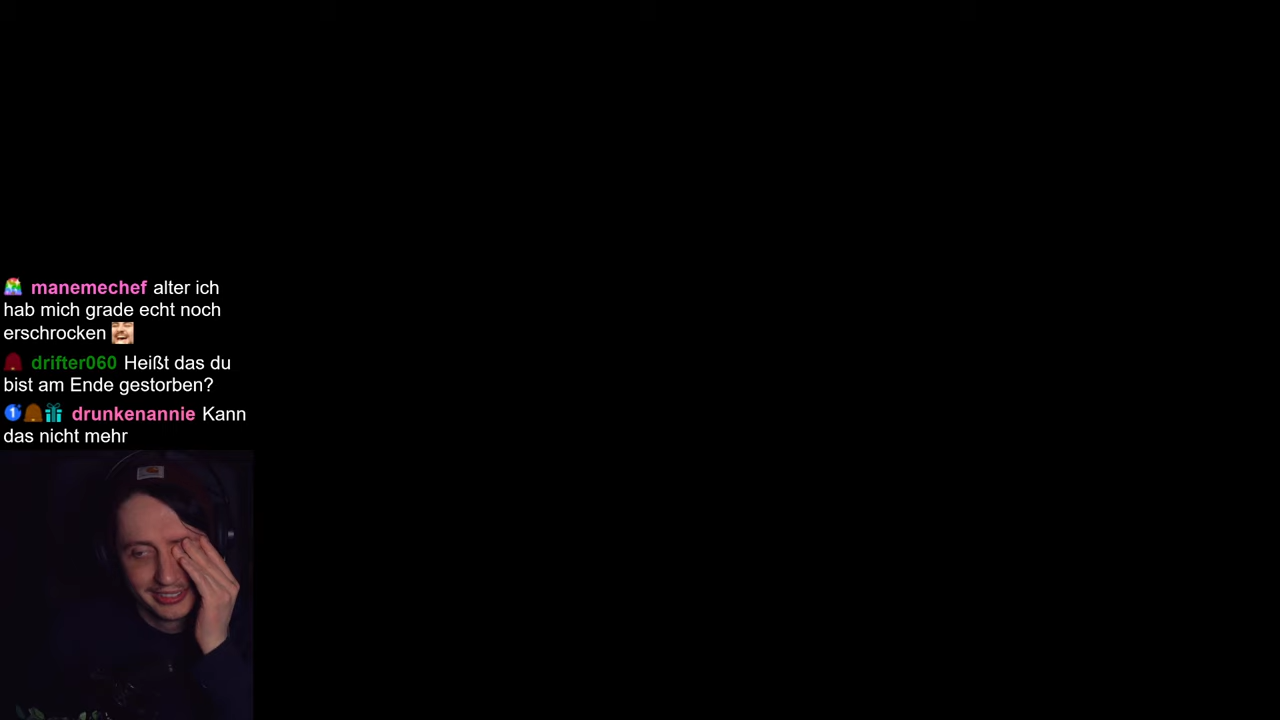 manemechef alter ich
hab mich grade echt noch
erschrocken
drifter060 Heißt das du
bist am Ende gestorben?
1 drunkenannie Kann
das nicht mehr